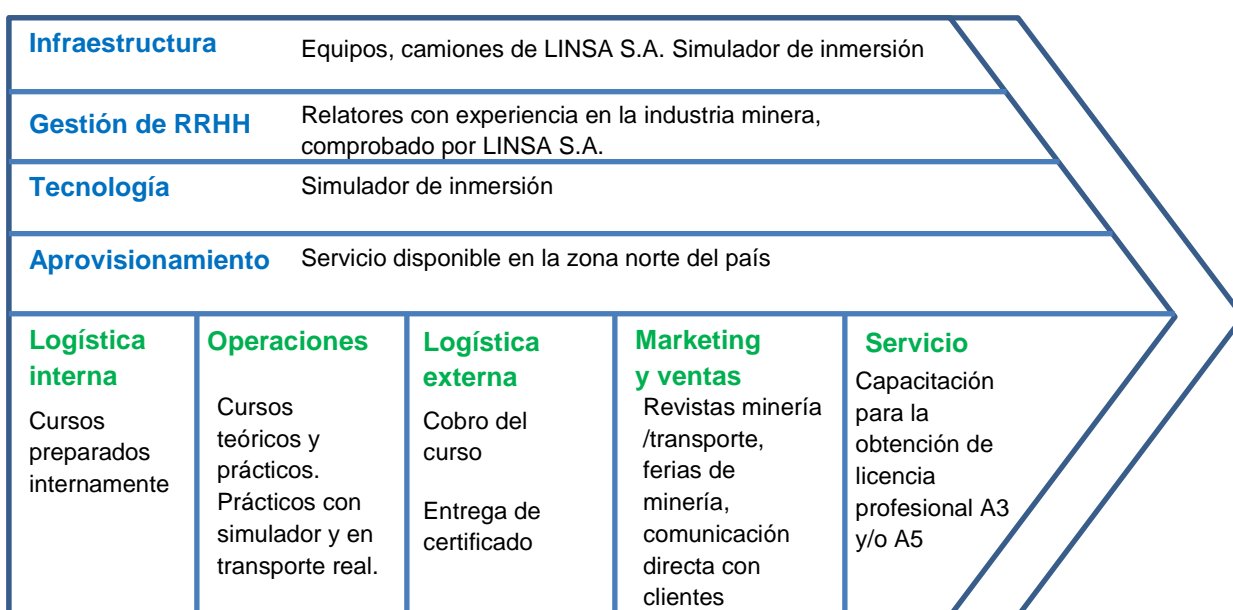 Infraestructura
Equipos, camiones de LINSA S.A. Simulador de inmersión
Gestión de RRHH
Relatores con experiencia en la industria minera,
comprobado por LINSA S.A.
Tecnología
Simulador de inmersión
Aprovisionamiento
Servicio disponible en la zona norte del país
Logística
interna
Cursos
preparados
internamente
Operaciones
Cursos
teóricos y
prácticos.
Prácticos con
simulador y en
transporte real.
Logística
externa
Cobro del
curso
Entrega de
certificado
Marketing
y ventas
Revistas minería
/transporte,
ferias de
minería,
comunicación
directa con
clientes
Servicio
Capacitación
para la
obtención de
licencia
profesional A3
y/o A5